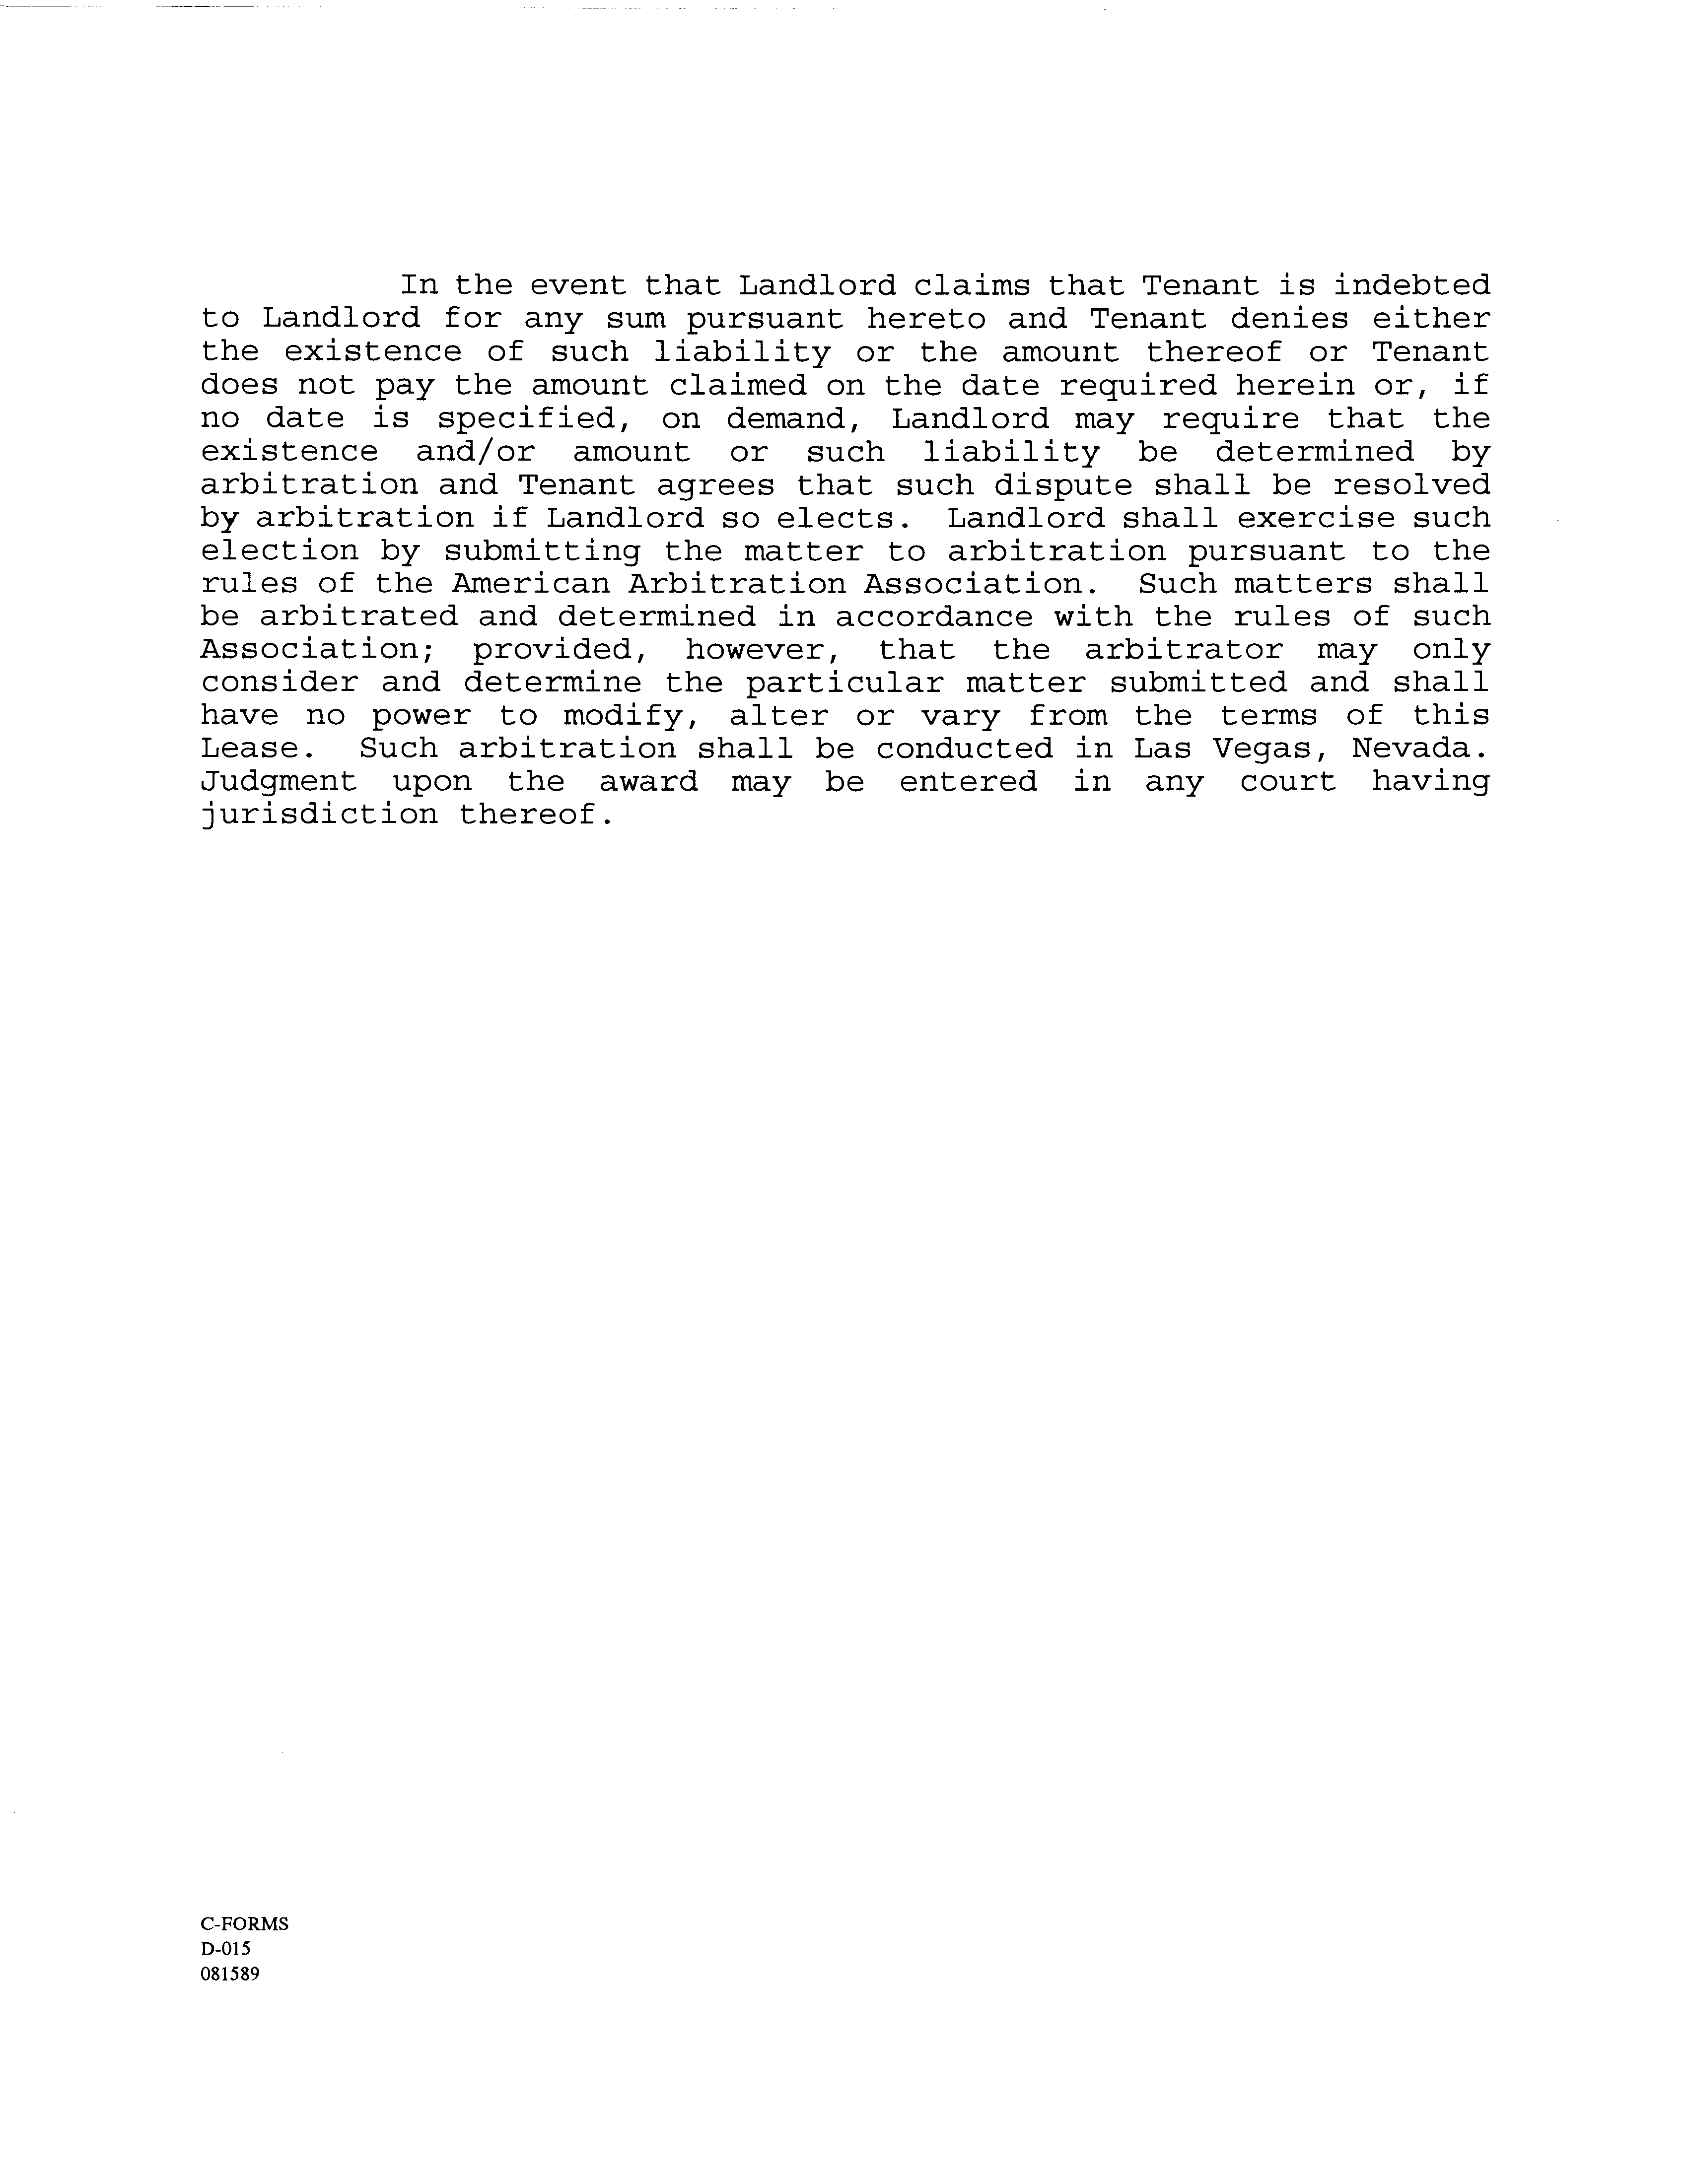 In the event that Landlord claims that Tenant is indebted
to Landlord for any sum pursuant hereto and Tenant denies either
the existence of such liability or the amount thereof or Tenant
does not pay the amount claimed on the date required herein or, if
no date is specified, on demand, Landlord may require that the
existence and/or amount or such liability be determined by
arbitration and Tenant agrees that such dispute shall be resolved
by arbitration if Landlord so elects. Landlord shall exercise such
election by submitting the matter to arbitration pursuant to the
rules of the American Arbitration Association. Such matters shall
be arbitrated and determined in accordance with the rules of such
Association; provided, however, that the arbitrator may only
consider and determine the particular matter submitted and shall
have no power to modify, alter or vary from the terms of this
Lease. Such arbitration shall be conducted in Las Vegas, Nevada.
Judgment upon the award may be entered in any court having
jurisdiction thereof.
C-FORMS
D-015
081589